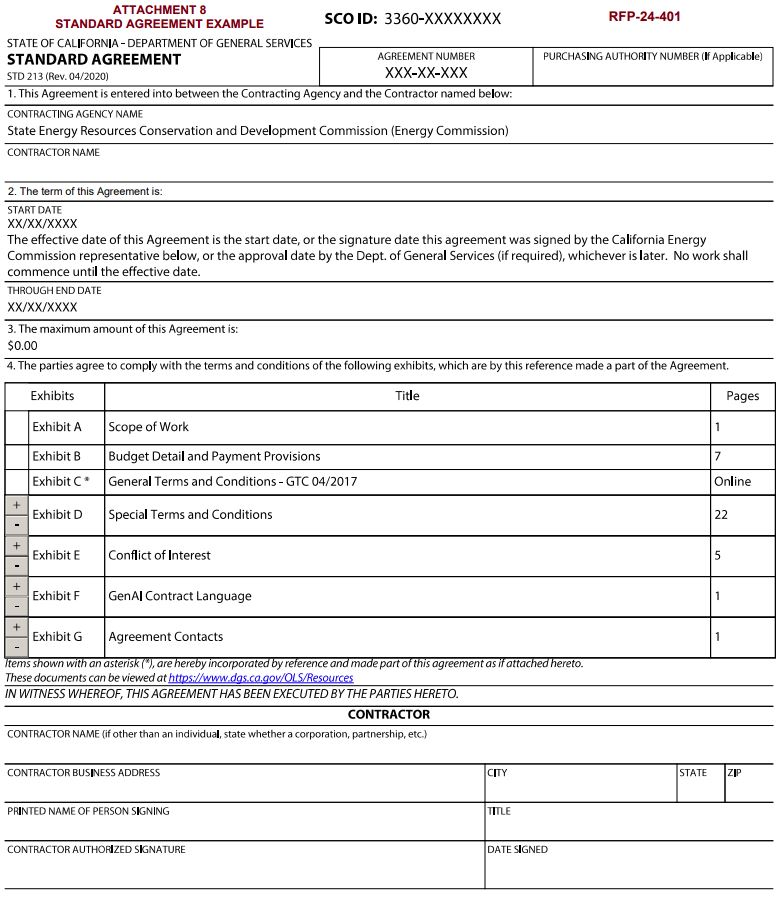 ATTACHMENT 8
STANDARD AGREEMENT EXAMPLE
SCO ID: 3360-XXXXXXXX
RFP-24-401
STATE OF CALIFORNIA - DEPARTMENT OF GENERAL SERVICES
STANDARD AGREEMENT
STD 213 (Rev. 04/2020)
AGREEMENT NUMBER
XXX-XX-XXX
PURCHASING AUTHORITY NUMBER (If Applicable)
1. This Agreement is entered into between the Contracting Agency and the Contractor named below:
CONTRACTING AGENCY NAME
State Energy Resources Conservation and Development Commission (Energy Commission)
CONTRACTOR NAME
2. The term of this Agreement is:
START DATE
XX/XX/XXXX
The effective date of this Agreement is the start date, or the signature date this agreement was signed by the California Energy
Commission representative below, or the approval date by the Dept. of General Services (if required), whichever is later.  No work shall
commence until the effective date.
THROUGH END DATE
XX/XX/XXXX
3. The maximum amount of this Agreement is:
$0.00
4. The parties agree to comply with the terms and conditions of the following exhibits, which are by this reference made a part of the Agreement.
Exhibits Title Pages
Exhibit A Scope of Work 1
Exhibit B Budget Detail and Payment Provisions 7
Exhibit C * General Terms and Conditions - GTC 04/2017 Online
+
-
Exhibit D Special Terms and Conditions 22
+
-
Exhibit E Conflict of Interest 5
+
-
Exhibit F GenAI Contract Language 1
+
-
Exhibit G Agreement Contacts 1
Items shown with an asterisk (*), are hereby incorporated by reference and made part of this agreement as if attached hereto.
These documents can be viewed at https://www.dgs.ca.gov/OLS/Resources
IN WITNESS WHEREOF, THIS AGREEMENT HAS BEEN EXECUTED BY THE PARTIES HERETO.
CONTRACTOR
CONTRACTOR NAME (if other than an individual, state whether a corporation, partnership, etc.)
CONTRACTOR BUSINESS ADDRESS
CITY
STATE
ZIP
PRINTED NAME OF PERSON SIGNING
TITLE
CONTRACTOR AUTHORIZED SIGNATURE
DATE SIGNED